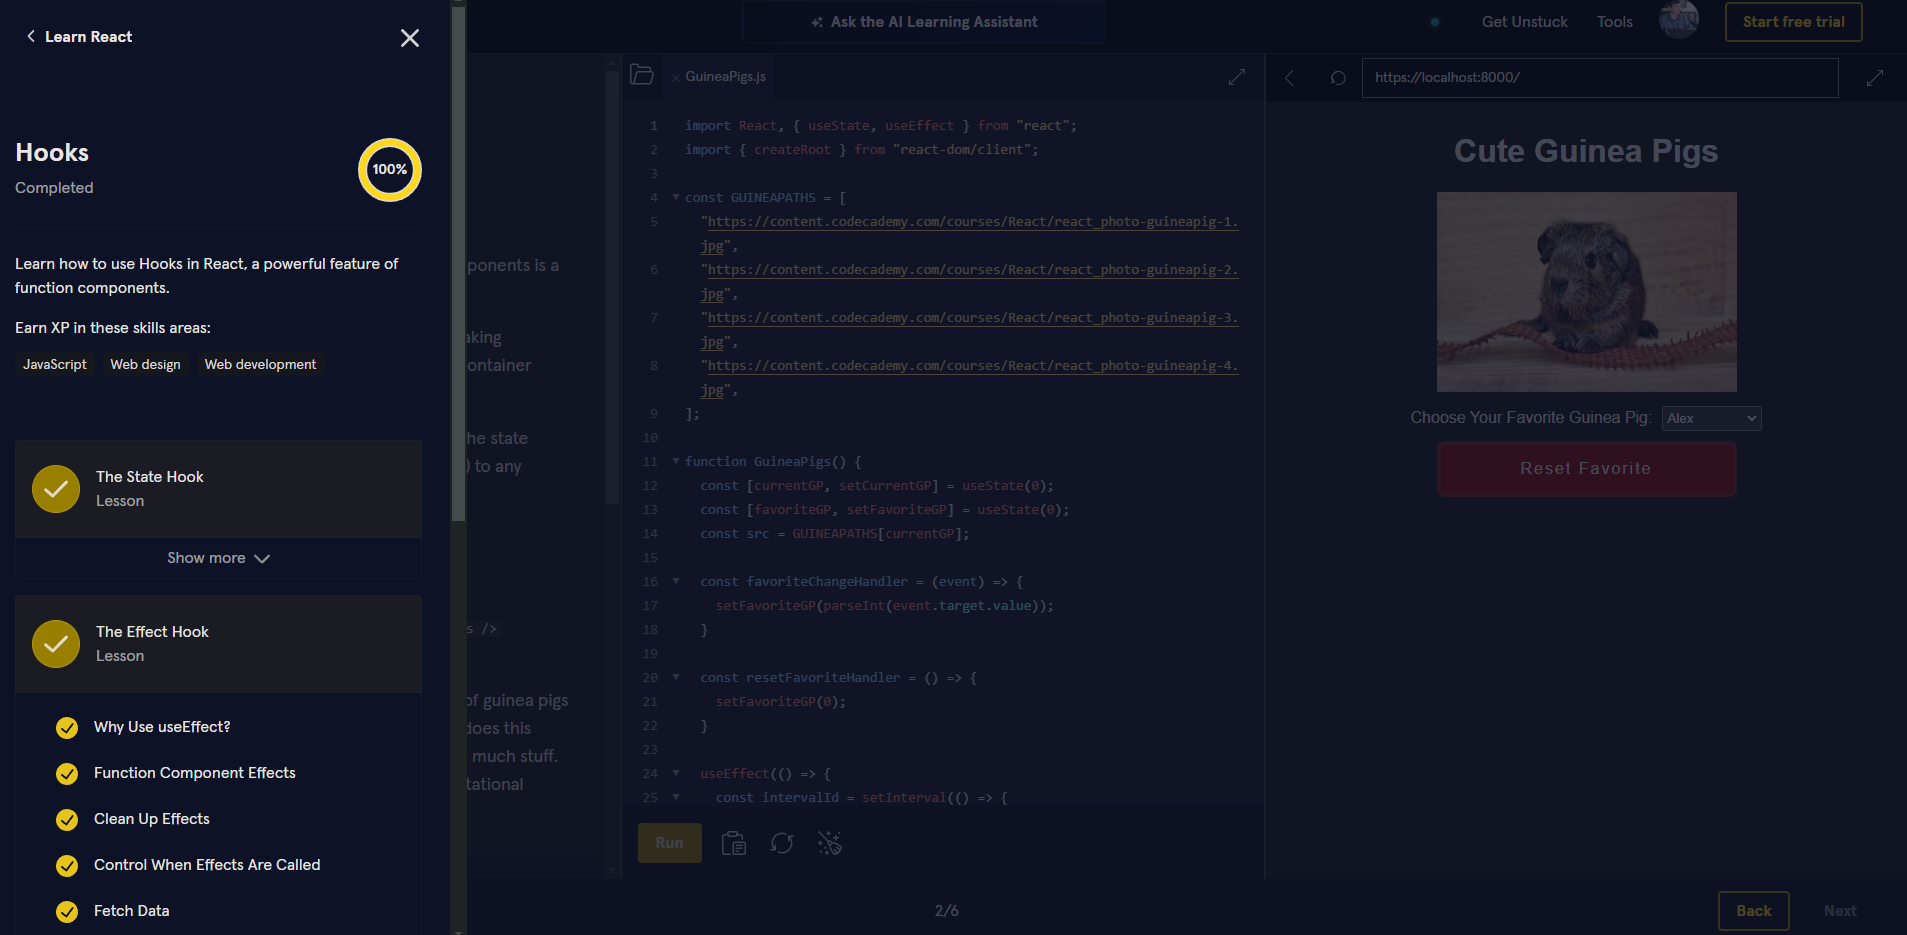 Learn React
Hooks
Completed
100%
Learn how to use Hooks in React, a powerful feature of
function components.
Earn XP in these skills areas:
JavaScript
Web design
Web development
The State Hook
Lesson
Show more
The Effect Hook
Lesson
Why Use useEffect?
Function Component Effects
Clean Up Effects
Control When Effects Are Called
Fetch Data
Ask the AI Learning Assistant
Get Unstuck
Tools
Start free trial
ponents is a
aking
ontainer
he state
) to any
s />
of guinea pigs
does this
much stuff.
tational
GuineaPigs.js
1 import React, { useState, useEffect } from "react";
2 import { createRoot } from "react-dom/client";
3
4 const GUINEAPATHS = [
5 "https://content.codecademy.com/courses/React/react_photo-guineapig-1.
jpg",
6 "https://content.codecademy.com/courses/React/react_photo-guineapig-2.
jpg",
7 "https://content.codecademy.com/courses/React/react_photo-guineapig-3.
jpg",
8 "https://content.codecademy.com/courses/React/react_photo-guineapig-4.
jpg",
9 ];
10
11 function GuineaPigs() {
12 const [currentGP, setCurrentGP] = useState(0);
13 const [favoriteGP, setFavoriteGP] = useState(0);
14 const src = GUINEAPATHS[currentGP];
15
16 const favoriteChangeHandler = (event) => {
17 setFavoriteGP(parseInt(event.target.value));
18 }
19
20 const resetFavoriteHandler = () => {
21 setFavoriteGP(0);
22 }
23
24 useEffect(() => {
25 const intervalId = setInterval(() => {
Run
https://localhost:8000/
Cute Guinea Pigs
Choose Your Favorite Guinea Pig: Alex
Reset Favorite
2/6
Back
Next